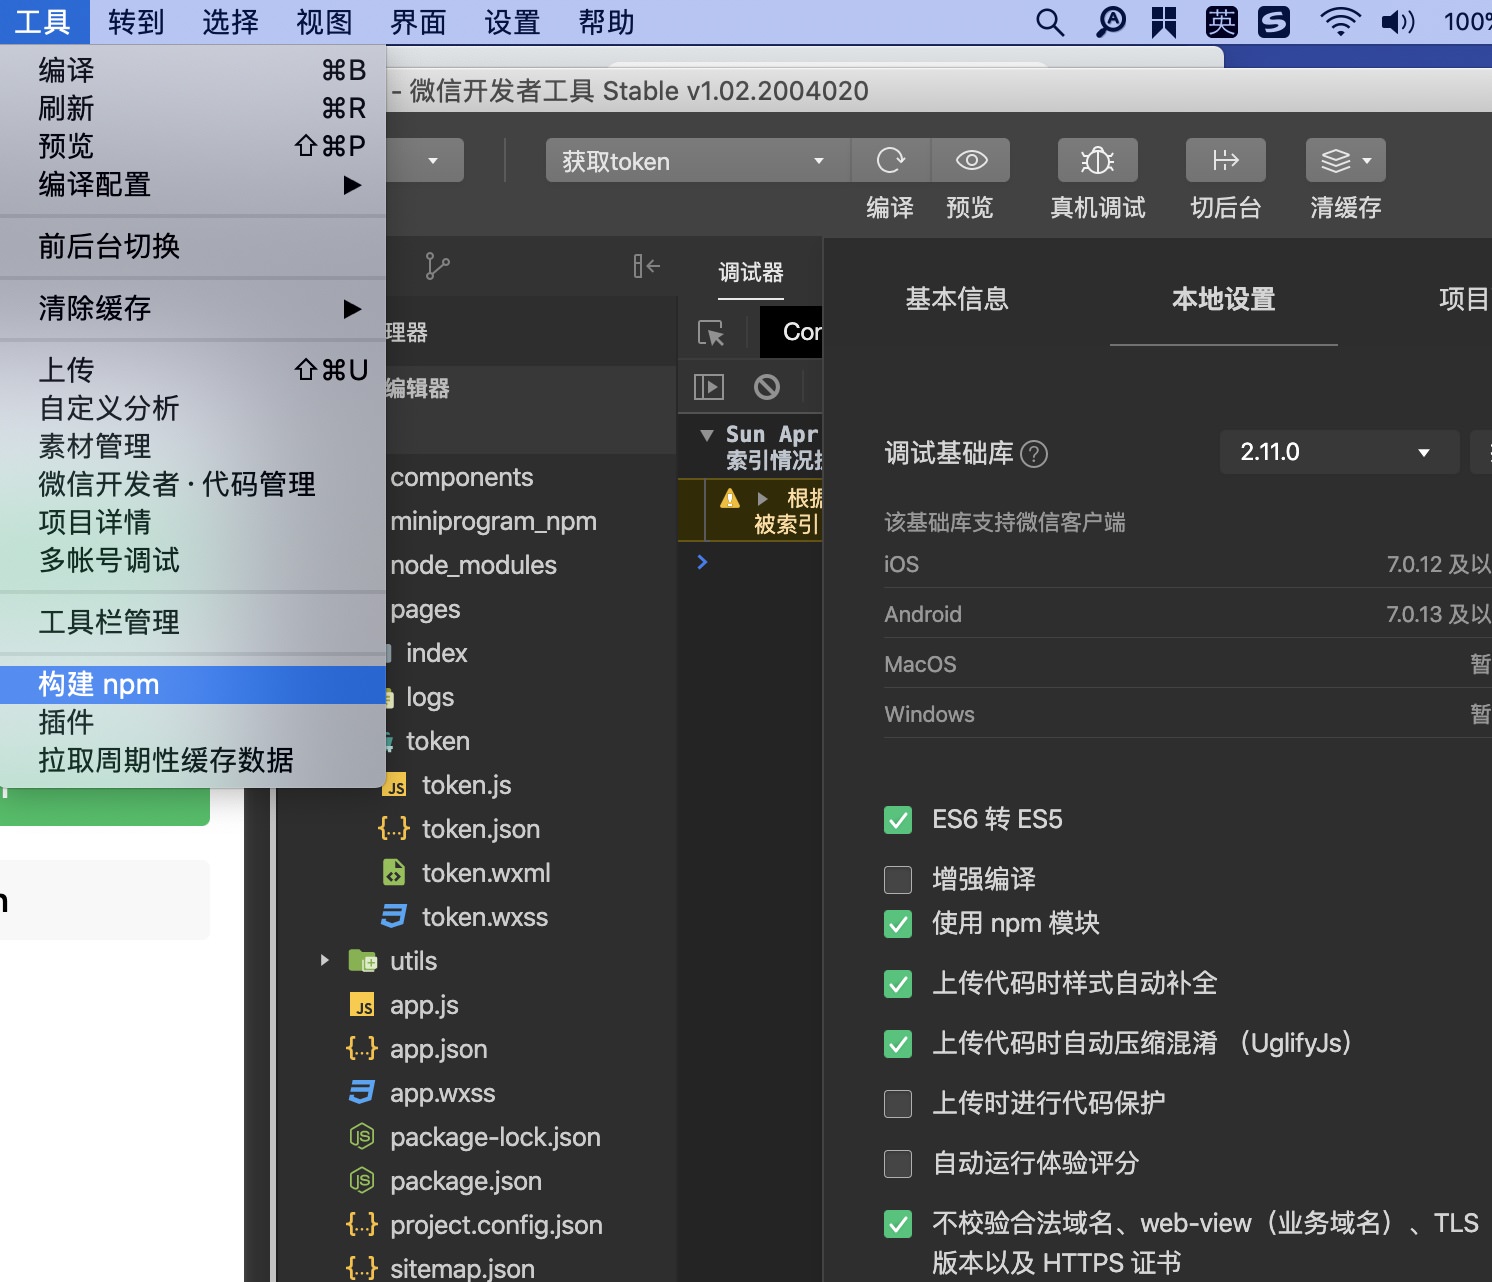 工具 转到 选择 视图 界面 设置 帮助 英 100%
编译 ⌘B
刷新 ⌘R
预览 ⇧⌘P
编译配置 ▶
前后台切换
清除缓存 ▶
上传 ⇧⌘U
自定义分析
素材管理
微信开发者·代码管理
项目详情
多帐号调试
工具栏管理
构建 npm
插件
拉取周期性缓存数据
- 微信开发者工具 Stable v1.02.2004020
获取token
编译 预览 真机调试 切后台 清缓存
理器
编辑器
components
miniprogram_npm
node_modules
pages
index
logs
token
token.js
token.json
token.wxml
token.wxss
utils
app.js
app.json
app.wxss
package-lock.json
package.json
project.config.json
sitemap.json
调试器
Con
Sun Apr
索引情况
根据
被索引
基本信息 本地设置 项目
调试基础库 ? 2.11.0
该基础库支持微信客户端
iOS 7.0.12 及以
Android 7.0.13 及以
MacOS 暂
Windows 暂
ES6 转 ES5
增强编译
使用 npm 模块
上传代码时样式自动补全
上传代码时自动压缩混淆 （UglifyJs）
上传时进行代码保护
自动运行体验评分
不校验合法域名、web-view（业务域名）、TLS
版本以及 HTTPS 证书